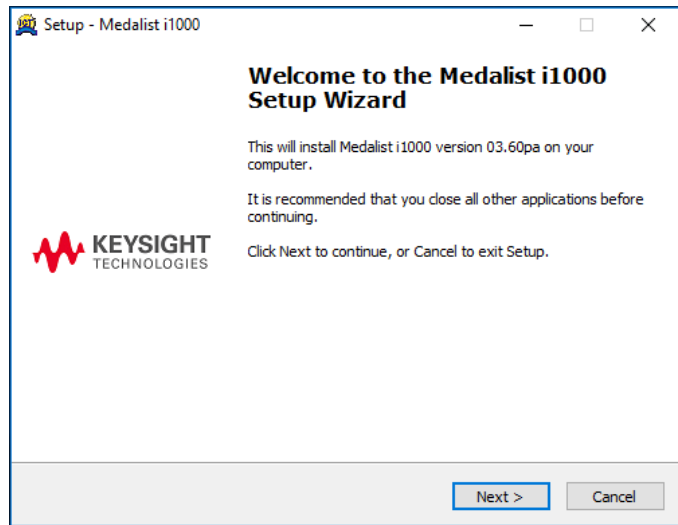 Setup - Medalist i1000
Welcome to the Medalist i1000
Setup Wizard
This will install Medalist i1000 version 03.60pa on your
computer.
It is recommended that you close all other applications before
continuing.
Click Next to continue, or Cancel to exit Setup.
KEYSIGHT
TECHNOLOGIES
Next >
Cancel